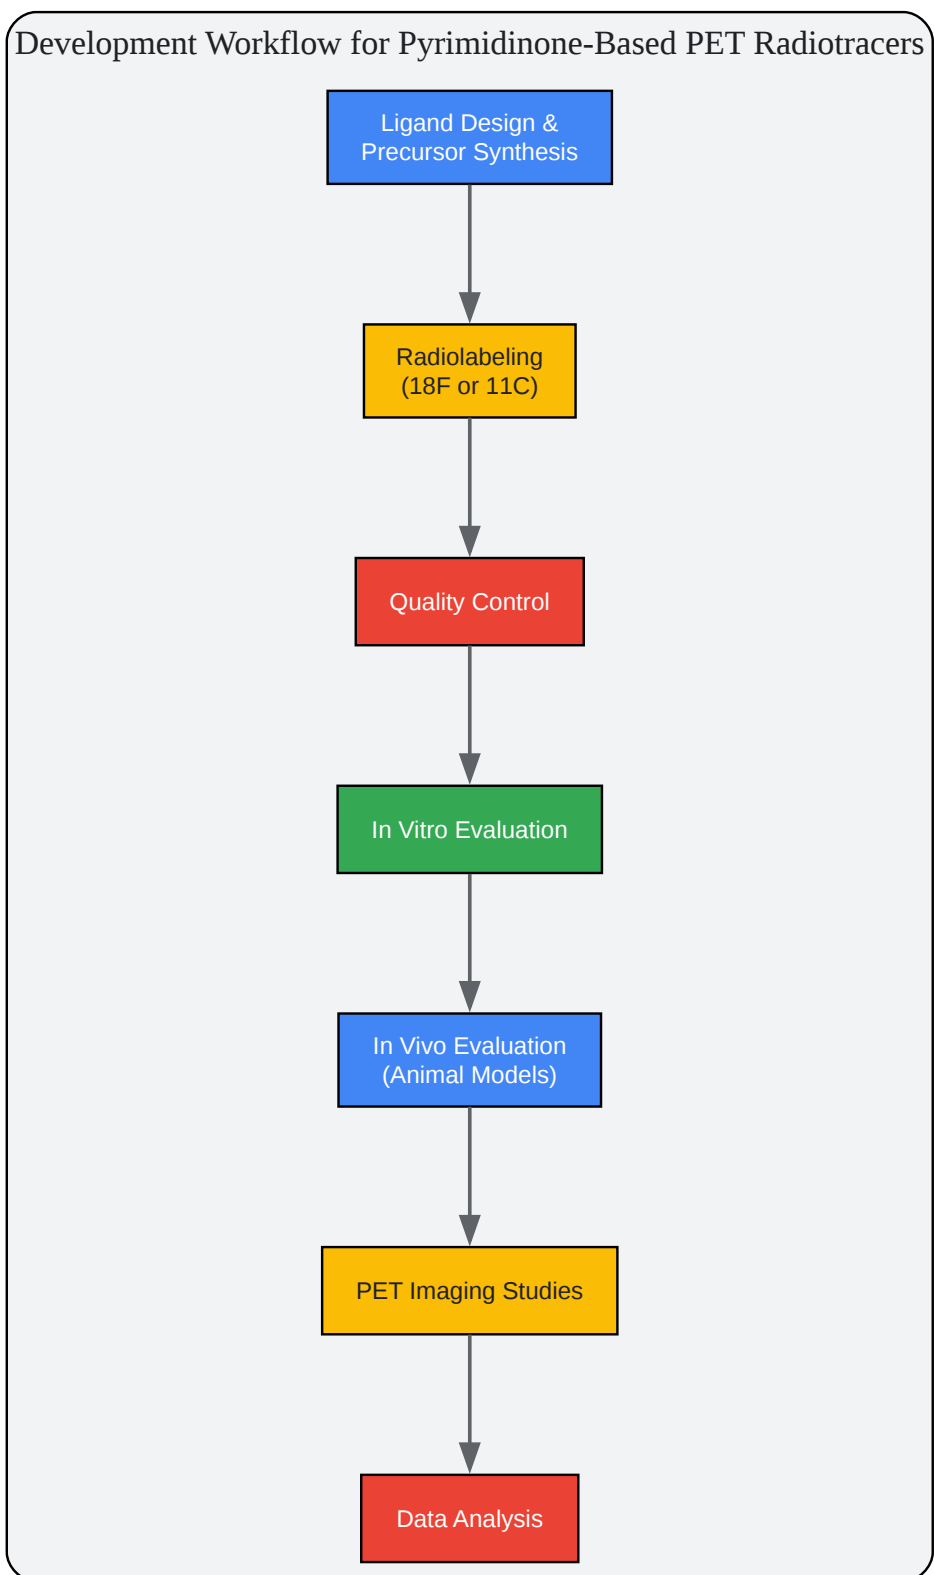 Development Workflow for Pyrimidinone-Based PET Radiotracers
Ligand Design &
Precursor Synthesis
Radiolabeling
(18F or 11C)
Quality Control
In Vitro Evaluation
In Vivo Evaluation
(Animal Models)
PET Imaging Studies
Data Analysis